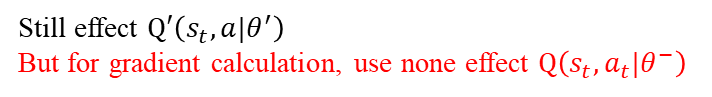 Still effect Q′(sₜ, a|θ′)
But for gradient calculation, use none effect Q(sₜ, aₜ|θ⁻)